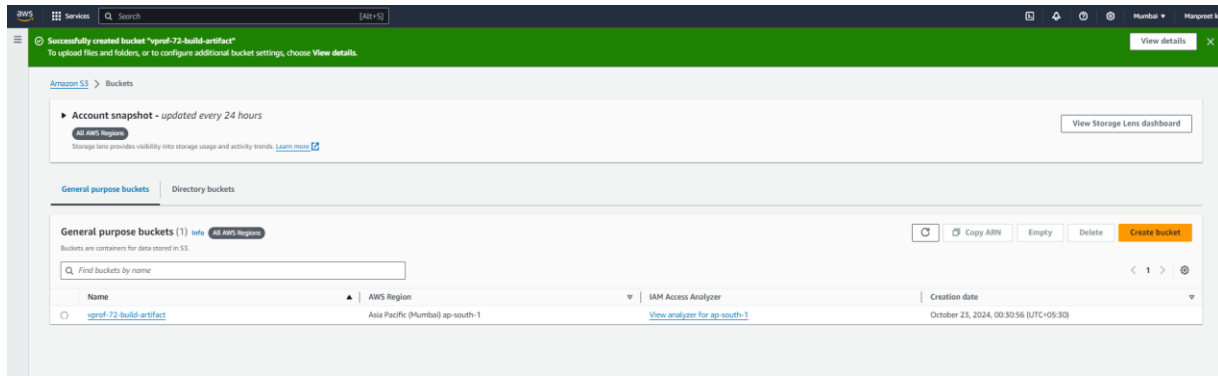 aws Services Search [Alt+S] Mumbai Manpreet k
Successfully created bucket "vprof-72-build-artifact" View details
To upload files and folders, or to configure additional bucket settings, choose View details.
Amazon S3 > Buckets
Account snapshot - updated every 24 hours View Storage Lens dashboard
All AWS Regions
Storage lens provides visibility into storage usage and activity trends. Learn more
General purpose buckets Directory buckets
General purpose buckets (1) Info All AWS Regions Copy ARN Empty Delete Create bucket
Buckets are containers for data stored in S3.
Find buckets by name < 1 >
Name AWS Region IAM Access Analyzer Creation date
vprof-72-build-artifact Asia Pacific (Mumbai) ap-south-1 View analyzer for ap-south-1 October 23, 2024, 00:30:56 (UTC+05:30)